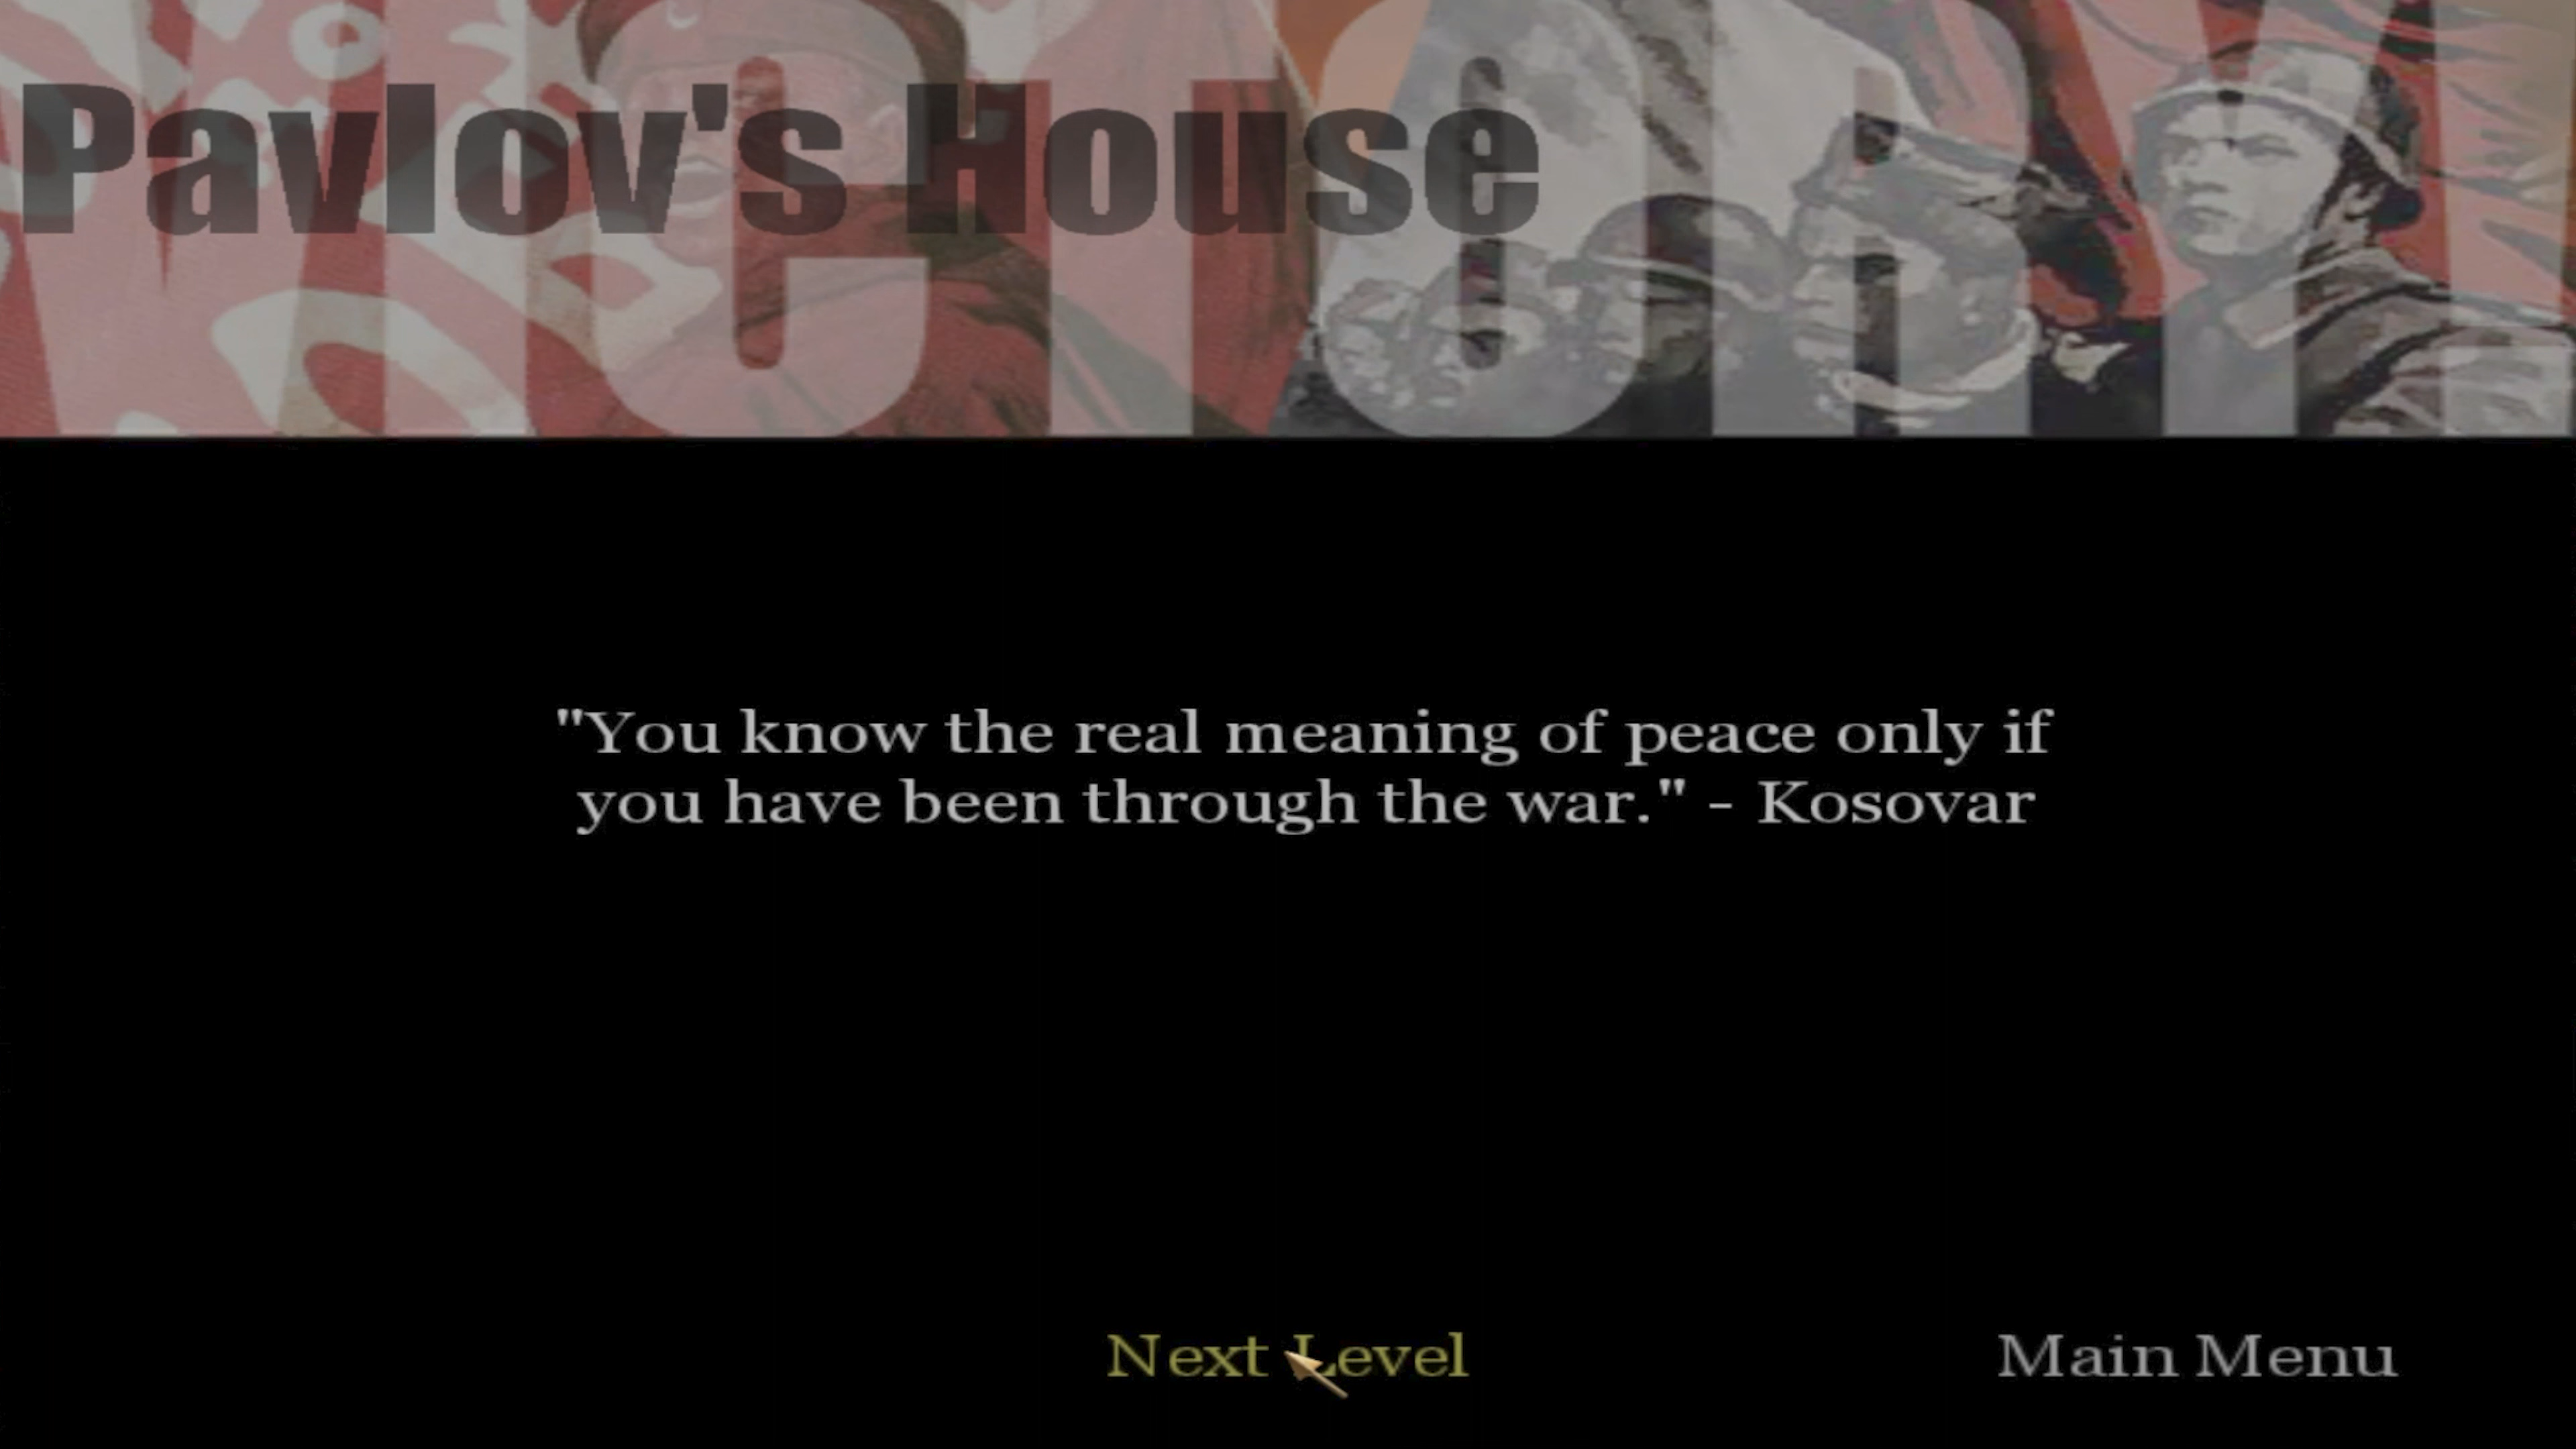 VICTORY!
Pavlov's House
"You know the real meaning of peace only if
you have been through the war." - Kosovar
Next Level
Main Menu